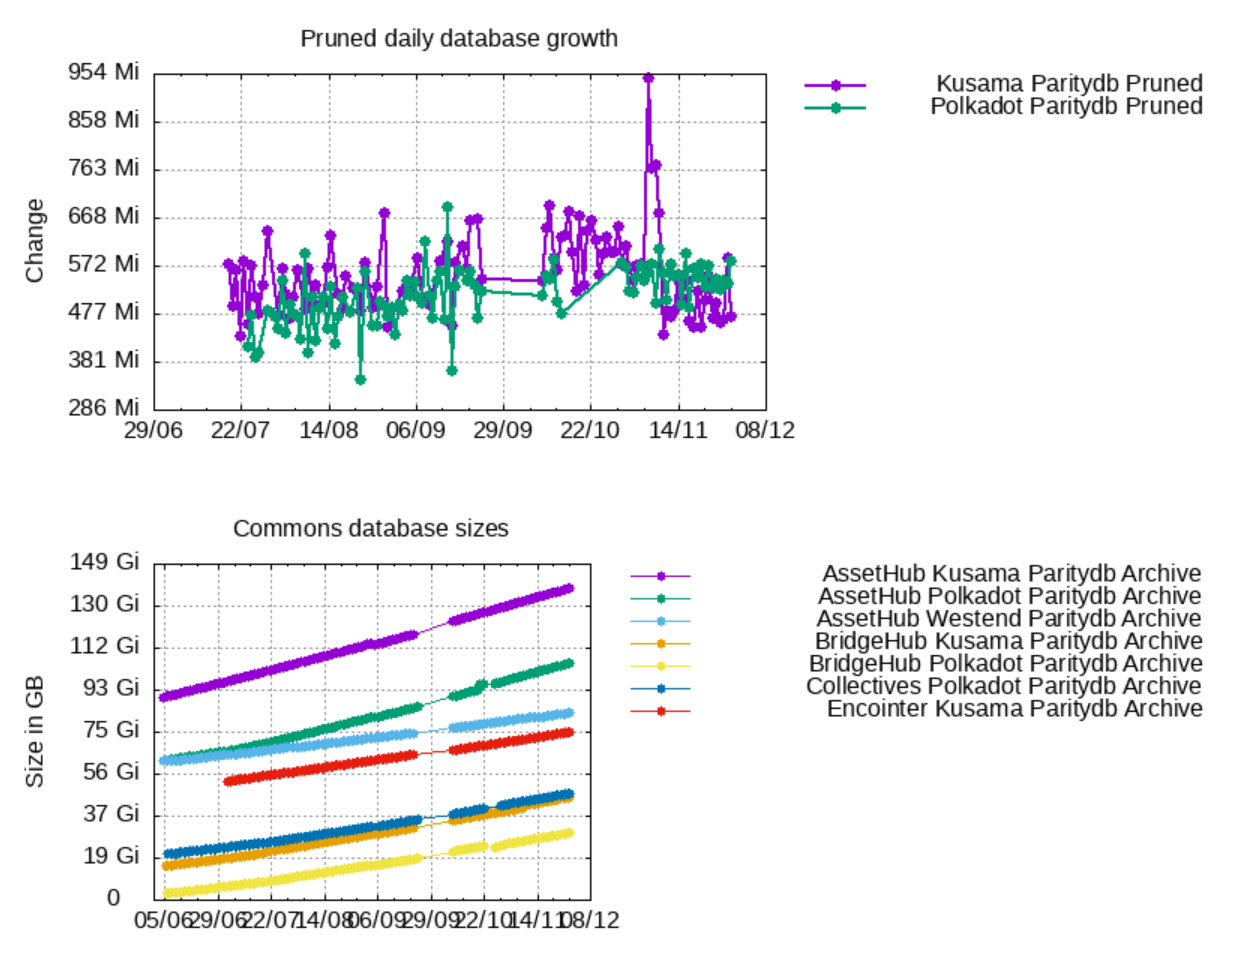 Pruned daily database growth
954 Mi
858 Mi
763 Mi
668 Mi
572 Mi
477 Mi
381 Mi
286 Mi
Change
29/06 22/07 14/08 06/09 29/09 22/10 14/11 08/12
Kusama Paritydb Pruned
Polkadot Paritydb Pruned
Commons database sizes
149 Gi
130 Gi
112 Gi
93 Gi
75 Gi
56 Gi
37 Gi
19 Gi
0
Size in GB
05/06 29/06 22/07 14/08 06/09 29/09 22/10 14/11 08/12
AssetHub Kusama Paritydb Archive
AssetHub Polkadot Paritydb Archive
AssetHub Westend Paritydb Archive
BridgeHub Kusama Paritydb Archive
BridgeHub Polkadot Paritydb Archive
Collectives Polkadot Paritydb Archive
Encointer Kusama Paritydb Archive